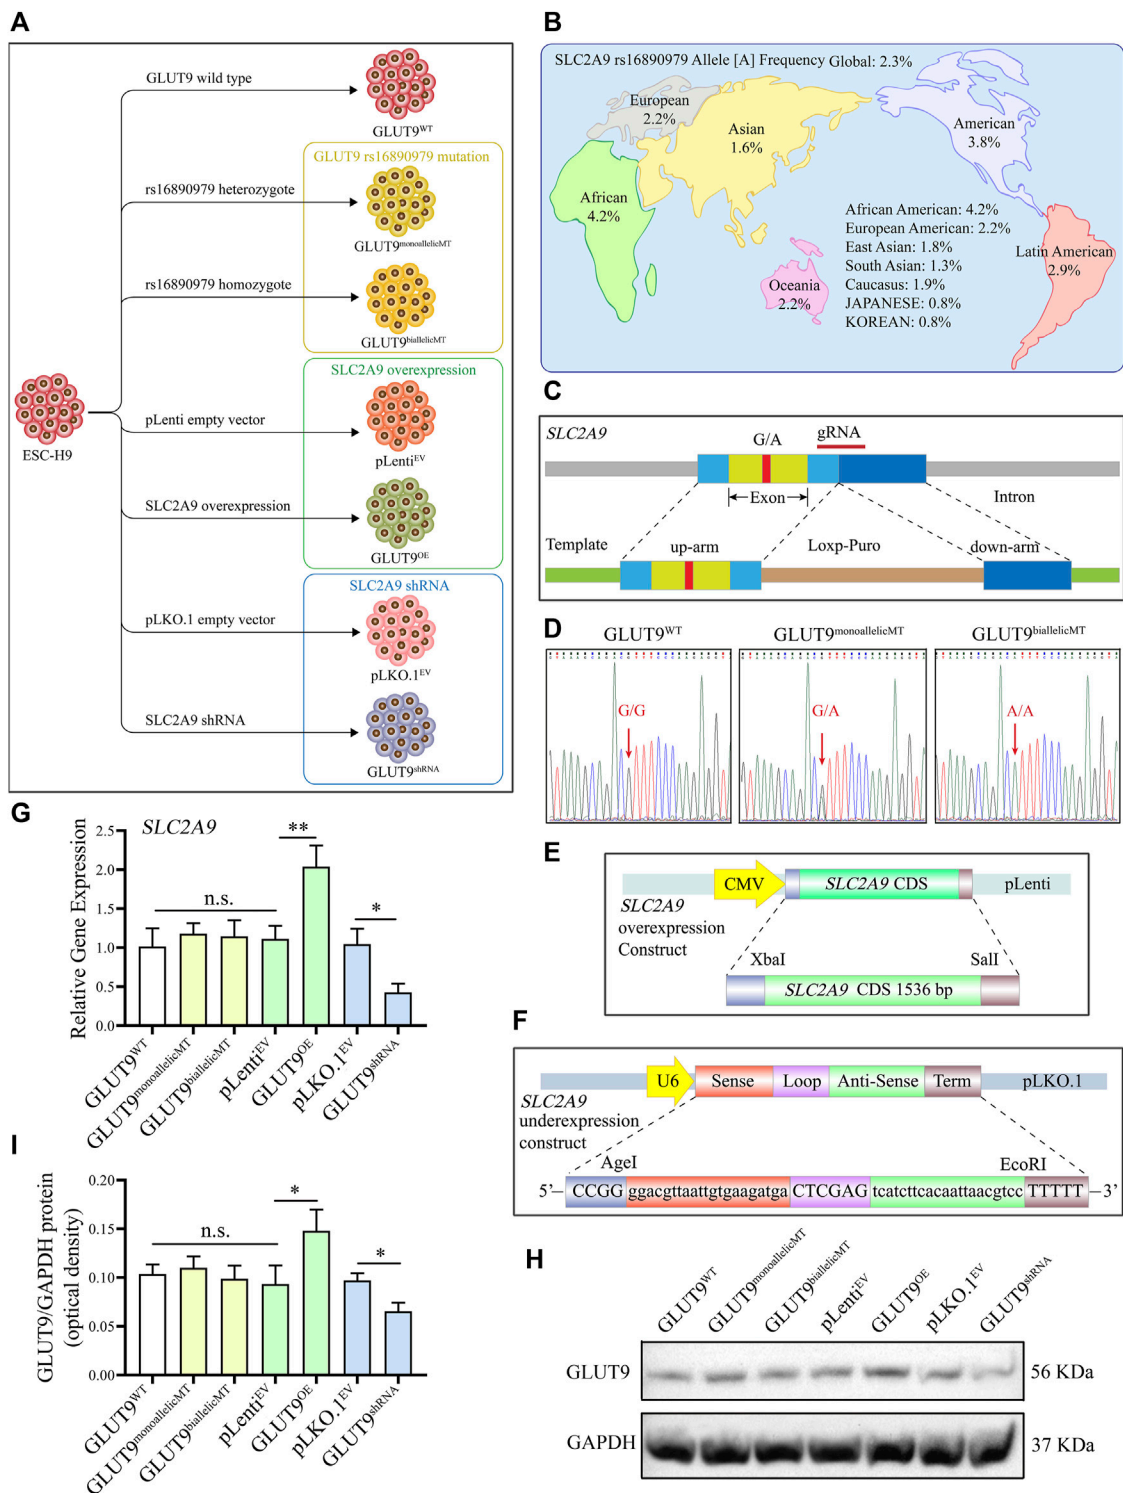 A
GLUT9 wild type
GLUT9WT
GLUT9 rs16890979 mutation
rs16890979 heterozygote
GLUT9monoallelicMT
rs16890979 homozygote
GLUT9biallelicMT
SLC2A9 overexpression
pLenti empty vector
pLentiEV
ESC-H9
SLC2A9 overexpression
GLUT9OE
SLC2A9 shRNA
pLKO.1 empty vector
pLKO.1EV
SLC2A9 shRNA
GLUT9shRNA
B
SLC2A9 rs16890979 Allele [A] Frequency Global: 2.3%
European
2.2%
Asian
1.6%
American
3.8%
African
4.2%
Oceania
2.2%
Latin American
2.9%
African American: 4.2%
European American: 2.2%
East Asian: 1.8%
South Asian: 1.3%
Caucasus: 1.9%
JAPANESE: 0.8%
KOREAN: 0.8%
C
SLC2A9
G/A
gRNA
Exon
Intron
Template
up-arm
Loxp-Puro
down-arm
D
GLUT9WT
GLUT9monoallelicMT
GLUT9biallelicMT
G/G
G/A
A/A
E
CMV
SLC2A9 CDS
pLenti
SLC2A9
overexpression
Construct
XbaI
SalI
SLC2A9 CDS 1536 bp
F
U6
Sense
Loop
Anti-Sense
Term
pLKO.1
SLC2A9
underexpression
construct
AgeI
EcoRI
5'
CCGG
ggacgttaattgtgaagatga
CTCGAG
tcatcttcacaattaacgtcc
TTTTT
3'
G
SLC2A9
Relative Gene Expression
2.5
2.0
1.5
1.0
0.5
0.0
n.s.
**
*
GLUT9WT
GLUT9monoallelicMT
GLUT9biallelicMT
pLentiEV
GLUT9OE
pLKO.1EV
GLUT9shRNA
I
GLUT9/GAPDH protein
(optical density)
0.20
0.15
0.10
0.05
0.00
n.s.
*
*
GLUT9WT
GLUT9monoallelicMT
GLUT9biallelicMT
pLentiEV
GLUT9OE
pLKO.1EV
GLUT9shRNA
H
GLUT9WT
GLUT9monoallelicMT
GLUT9biallelicMT
pLentiEV
GLUT9OE
pLKO.1EV
GLUT9shRNA
GLUT9
56 KDa
GAPDH
37 KDa